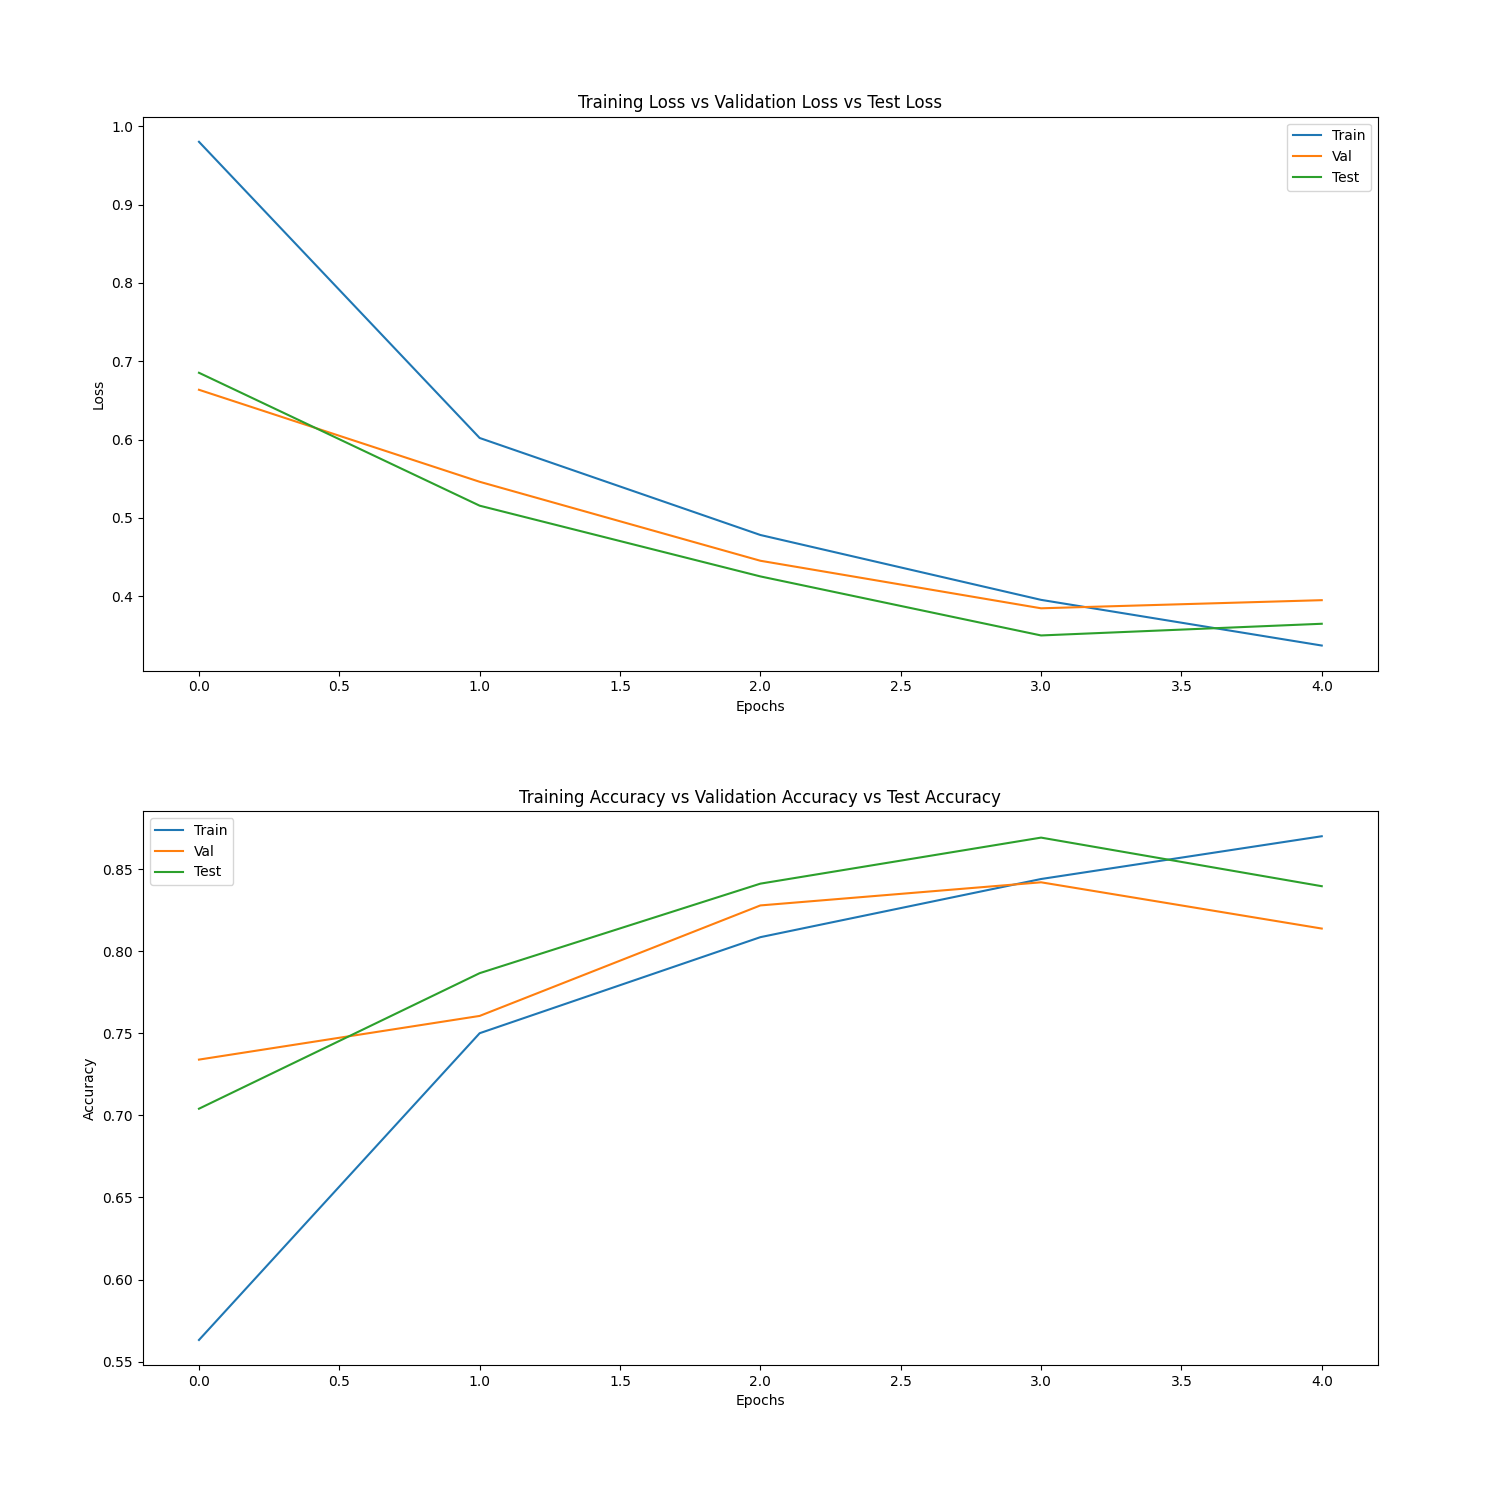 Training Loss vs Validation Loss vs Test Loss
1.0
0.9
0.8
0.7
0.6
0.5
0.4
Loss
Train
Val
Test
0.0 0.5 1.0 1.5 2.0 2.5 3.0 3.5 4.0
Epochs
Training Accuracy vs Validation Accuracy vs Test Accuracy
Train
Val
Test
0.85
0.80
0.75
0.70
0.65
0.60
0.55
Accuracy
0.0 0.5 1.0 1.5 2.0 2.5 3.0 3.5 4.0
Epochs